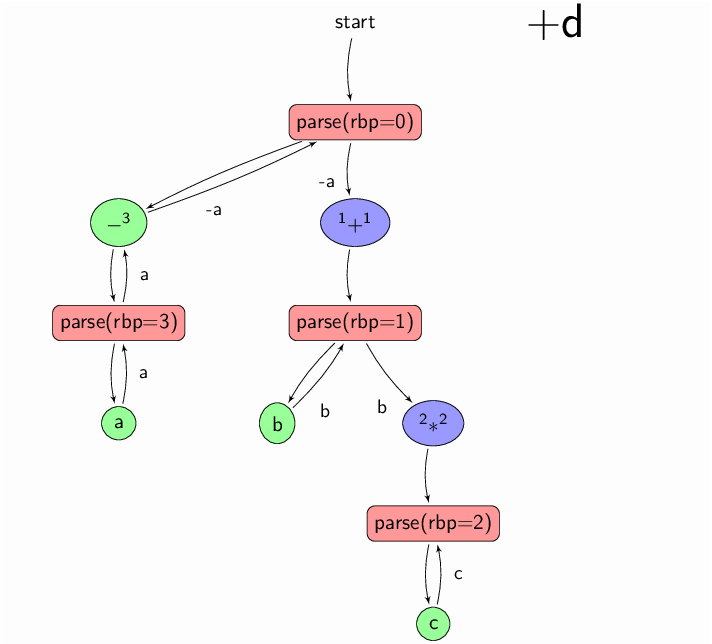 start
+d
parse(rbp=0)
-a
-a
−³
¹+¹
a
parse(rbp=3)
parse(rbp=1)
a
b
b
a
b
²*²
parse(rbp=2)
c
c